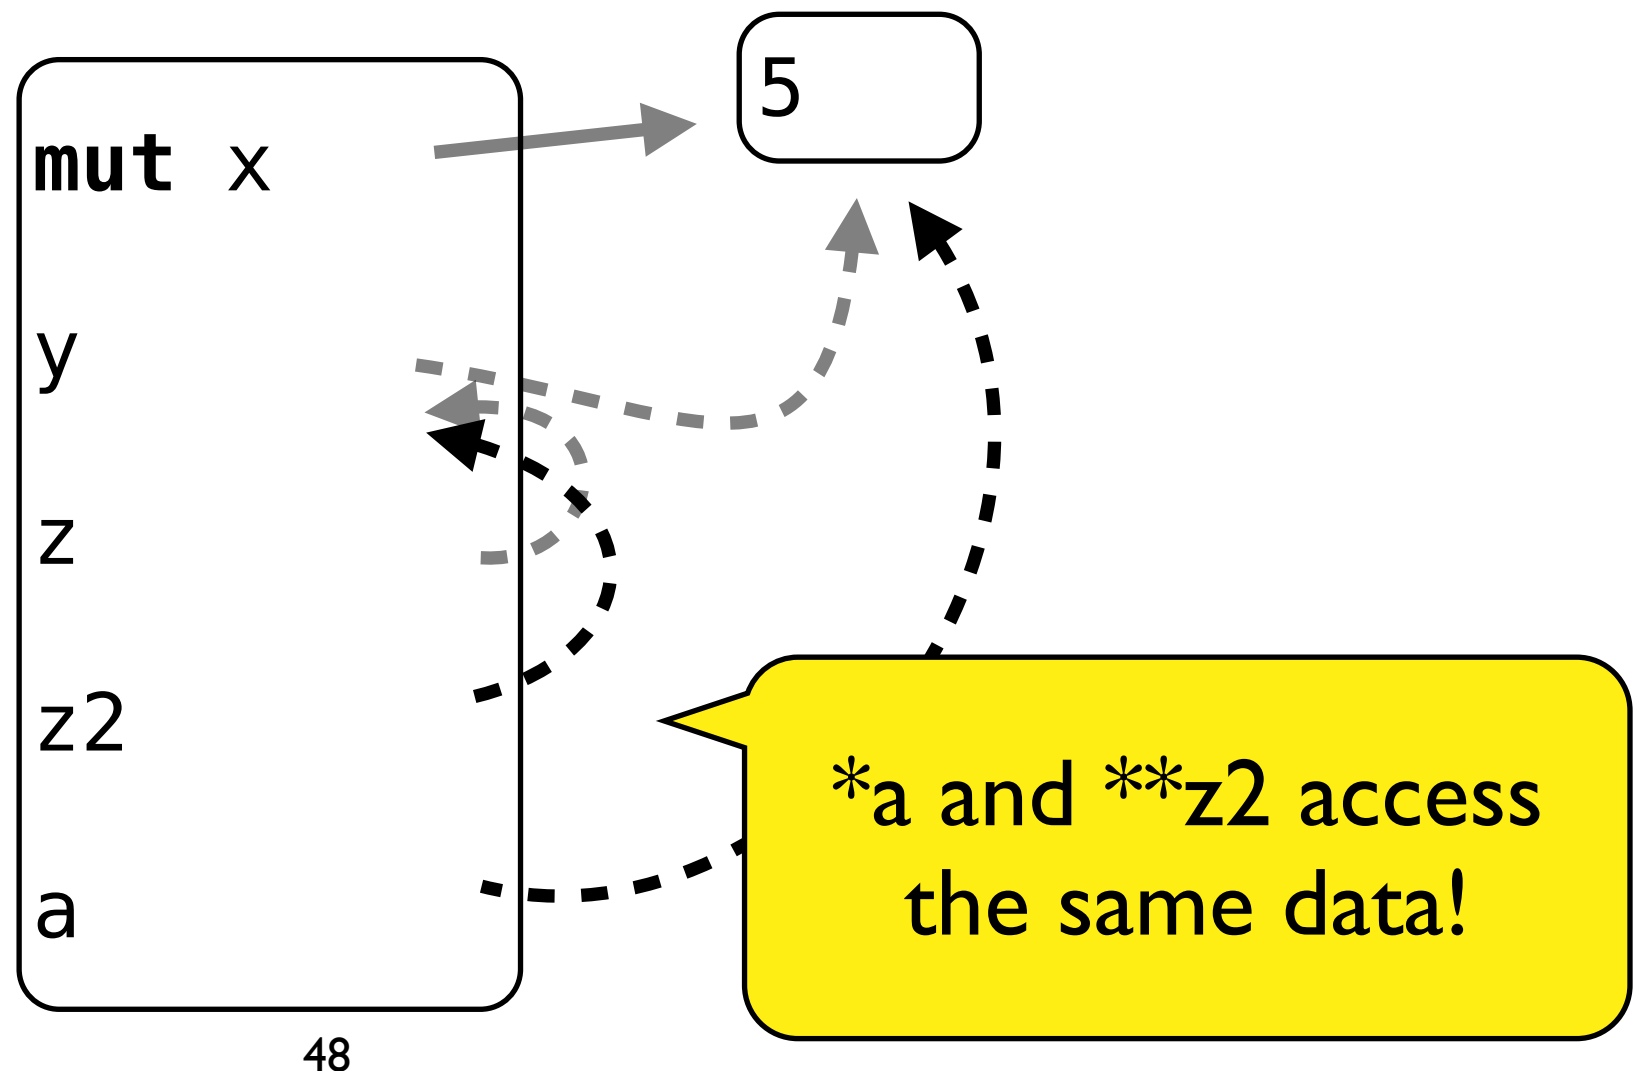 5
mut x
y
z
z2
a
*a and **z2 access
the same data!
48